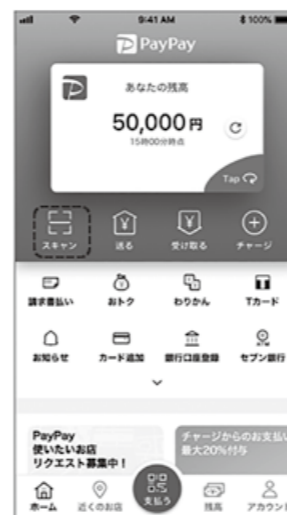 9:41 AM
100%
PayPay
あなたの残高
50,000円
15時00分時点
Tap
スキャン
送る
受け取る
チャージ
請求書払い
おトク
わりかん
Tカード
お知らせ
カード追加
銀行口座登録
セブン銀行
PayPay
使いたいお店
リクエスト募集中！
チャージからのお支払い
最大20%付与
ホーム
近くのお店
支払う
残高
アカウント